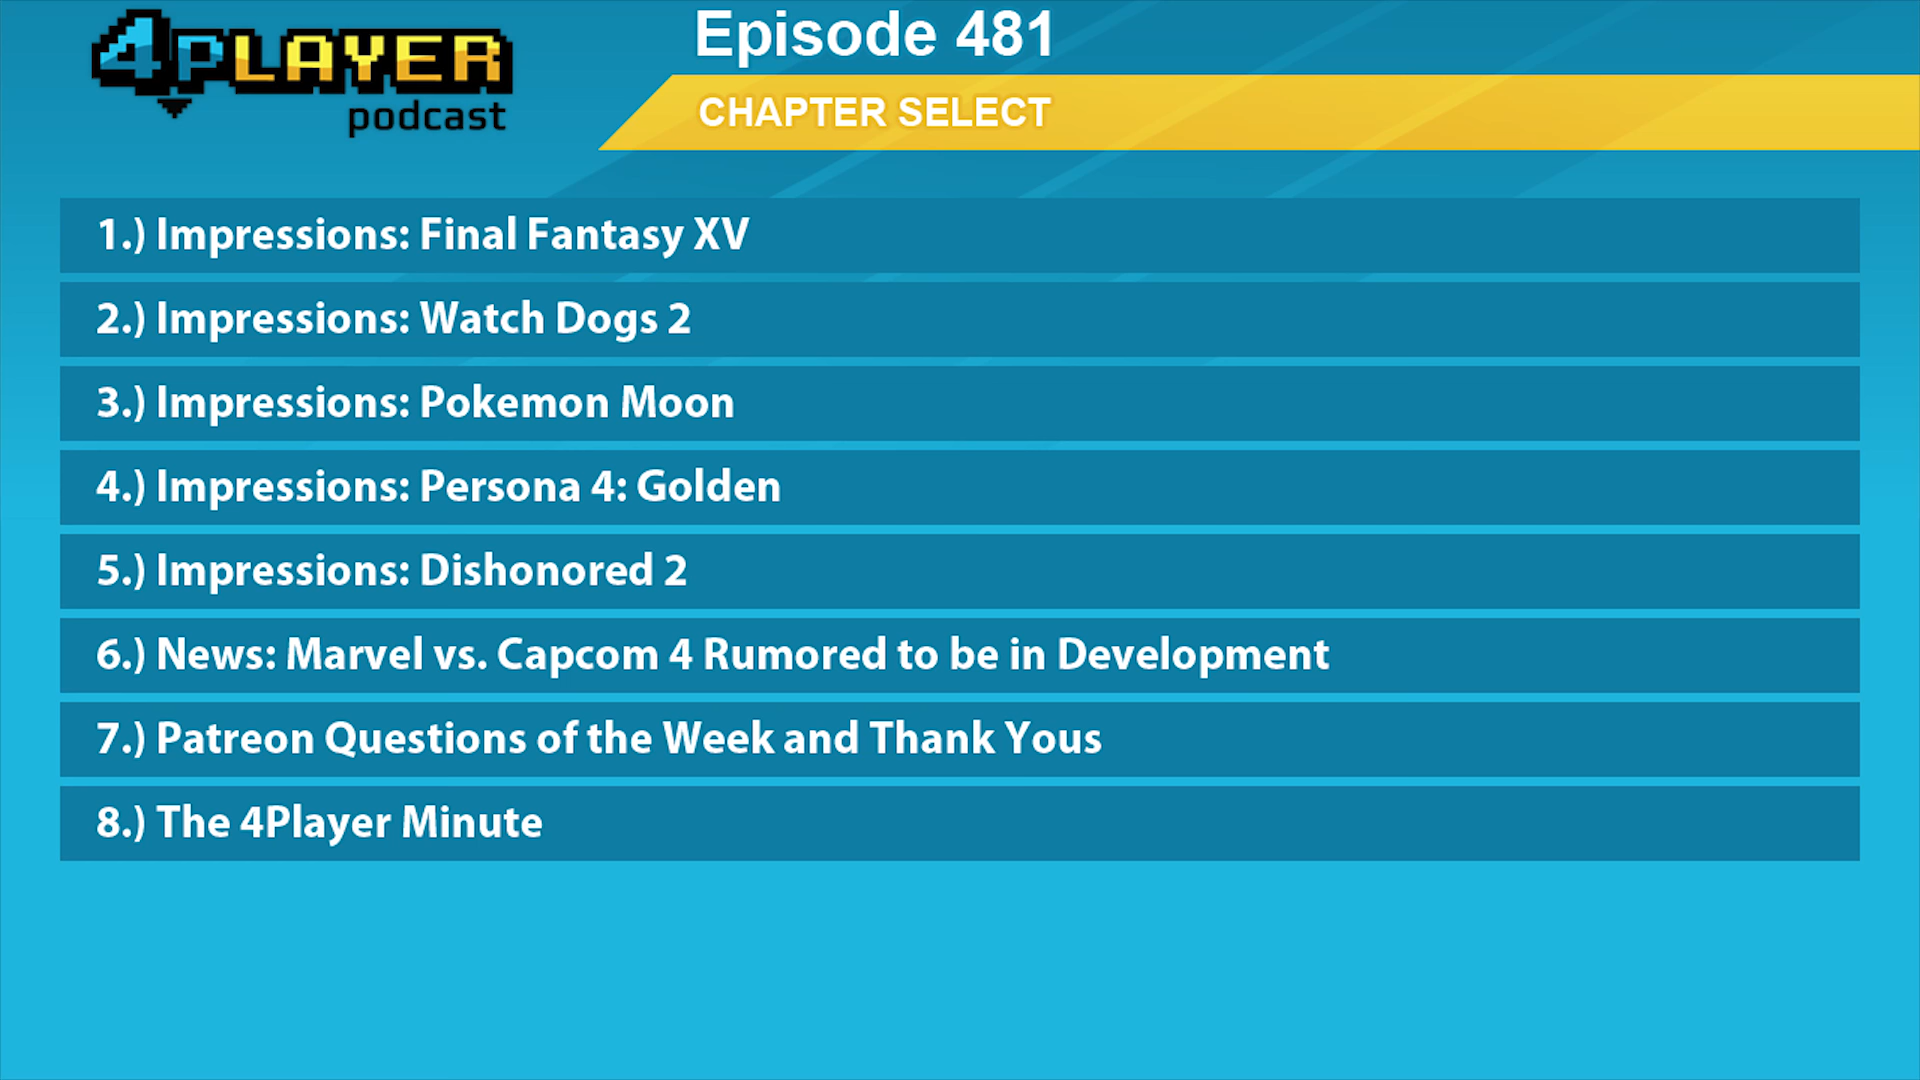 4PLAYER
podcast
Episode 481
CHAPTER SELECT
1.) Impressions: Final Fantasy XV
2.) Impressions: Watch Dogs 2
3.) Impressions: Pokemon Moon
4.) Impressions: Persona 4: Golden
5.) Impressions: Dishonored 2
6.) News: Marvel vs. Capcom 4 Rumored to be in Development
7.) Patreon Questions of the Week and Thank Yous
8.) The 4Player Minute